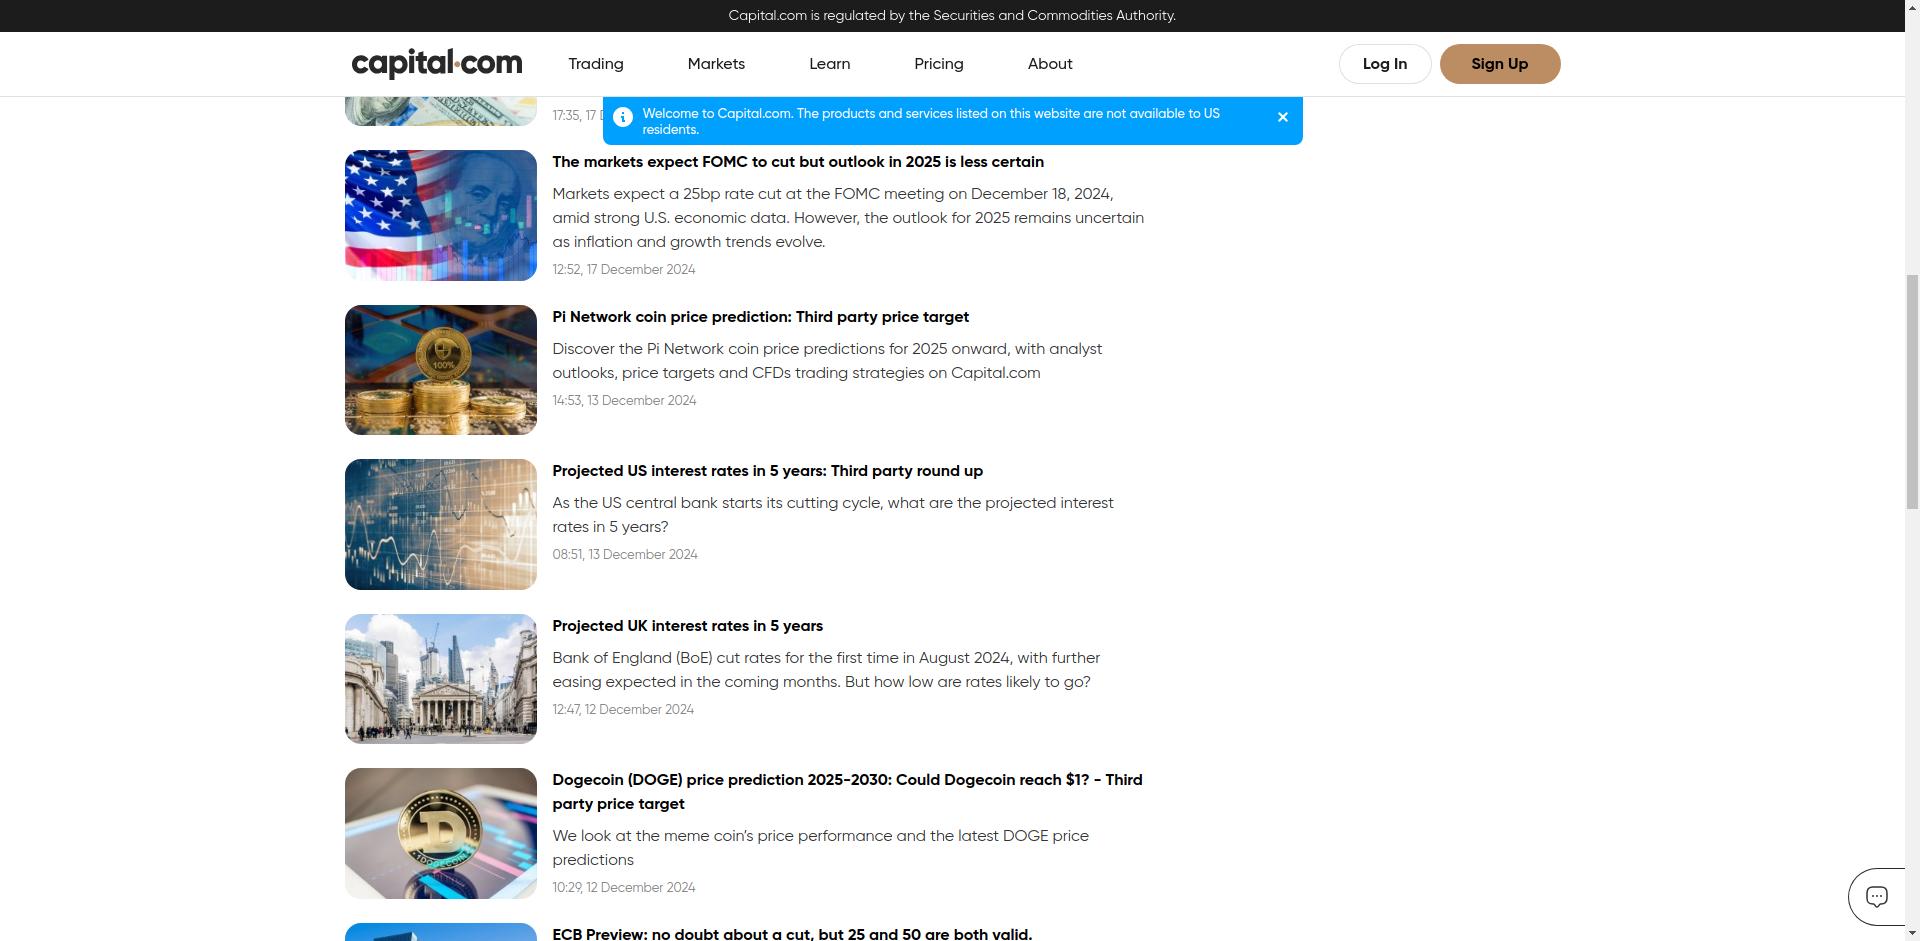 Capital.com is regulated by the Securities and Commodities Authority.
capital.com
Trading
Markets
Learn
Pricing
About
Log In
Sign Up
17:35, 17
Welcome to Capital.com. The products and services listed on this website are not available to US
residents.
The markets expect FOMC to cut but outlook in 2025 is less certain
Markets expect a 25bp rate cut at the FOMC meeting on December 18, 2024,
amid strong U.S. economic data. However, the outlook for 2025 remains uncertain
as inflation and growth trends evolve.
12:52, 17 December 2024
100%
Pi Network coin price prediction: Third party price target
Discover the Pi Network coin price predictions for 2025 onward, with analyst
outlooks, price targets and CFDs trading strategies on Capital.com
14:53, 13 December 2024
Projected US interest rates in 5 years: Third party round up
As the US central bank starts its cutting cycle, what are the projected interest
rates in 5 years?
08:51, 13 December 2024
Projected UK interest rates in 5 years
Bank of England (BoE) cut rates for the first time in August 2024, with further
easing expected in the coming months. But how low are rates likely to go?
12:47, 12 December 2024
Dogecoin (DOGE) price prediction 2025-2030: Could Dogecoin reach $1? - Third
party price target
We look at the meme coin’s price performance and the latest DOGE price
predictions
10:29, 12 December 2024
ECB Preview: no doubt about a cut, but 25 and 50 are both valid.